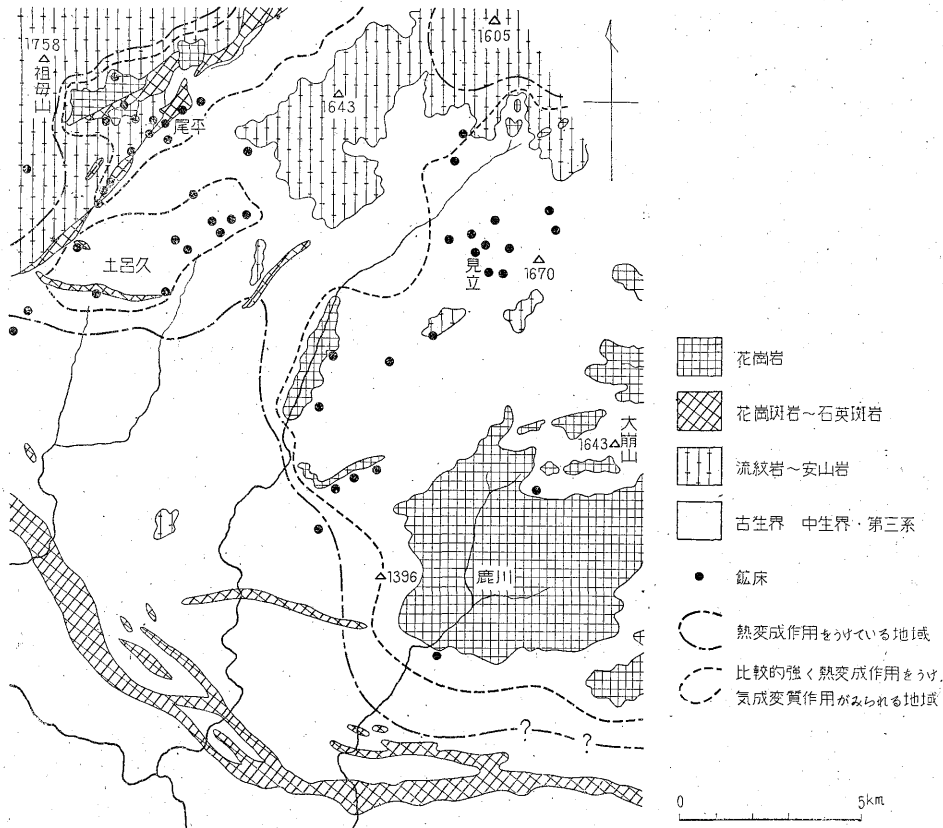 1758
祖母山
1605
1643
尾平
土呂久
見立
1670
大崩山
1643
鹿川
1396
?
?
花崗岩
花崗斑岩～石英斑岩
流紋岩～安山岩
古生界 中生界・第三系
鉱床
熱変成作用をうけている地域
比較的強く熱変成作用をうけ、
気成変質作用がみられる地域
0
5km